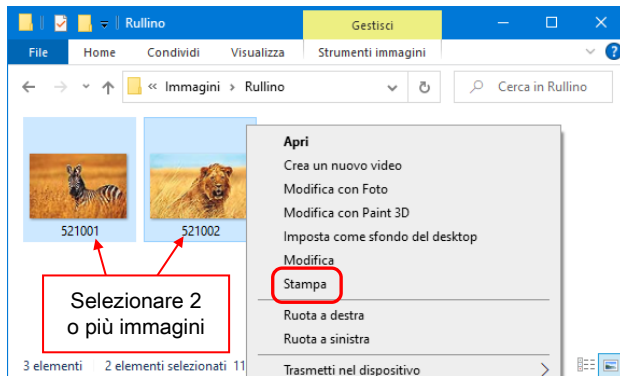 Rullino
Gestisci
File
Home
Condividi
Visualizza
Strumenti immagini
« Immagini › Rullino
Cerca in Rullino
521001
521002
Selezionare 2
o più immagini
Apri
Crea un nuovo video
Modifica con Foto
Modifica con Paint 3D
Imposta come sfondo del desktop
Modifica
Stampa
Ruota a destra
Ruota a sinistra
Trasmetti nel dispositivo
3 elementi
2 elementi selezionati 11